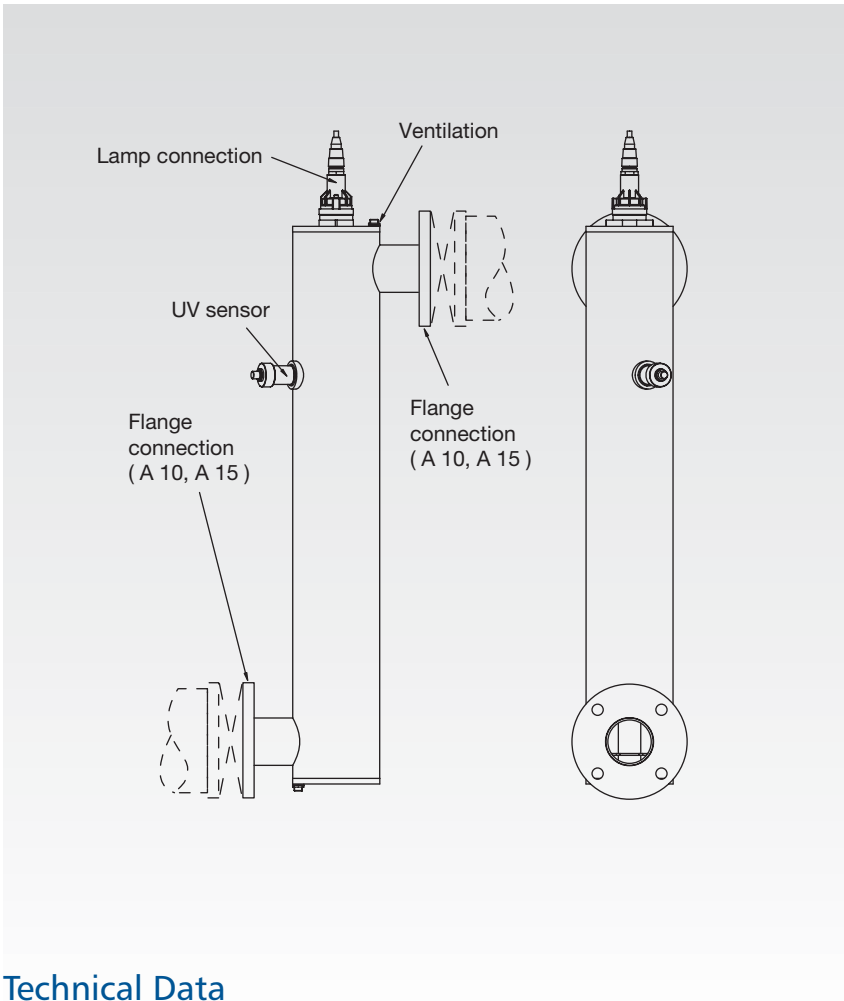 Ventilation
Lamp connection
UV sensor
Flange
connection
( A 10, A 15 )
Flange
connection
( A 10, A 15 )
Technical Data